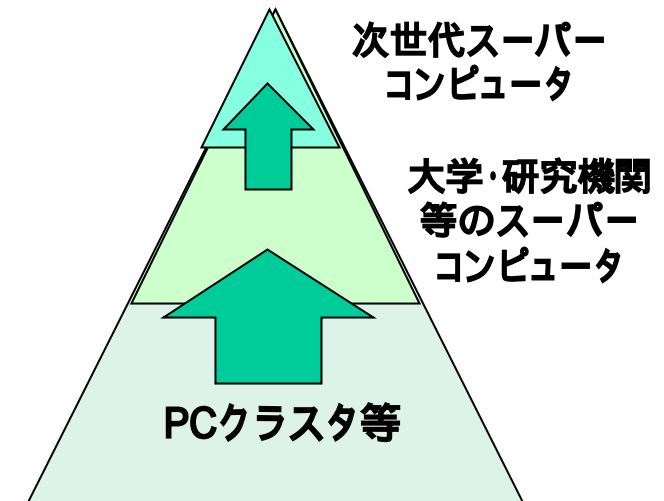 次世代スーパー
コンピュータ
大学・研究機関
等のスーパー
コンピュータ
PCクラスタ等